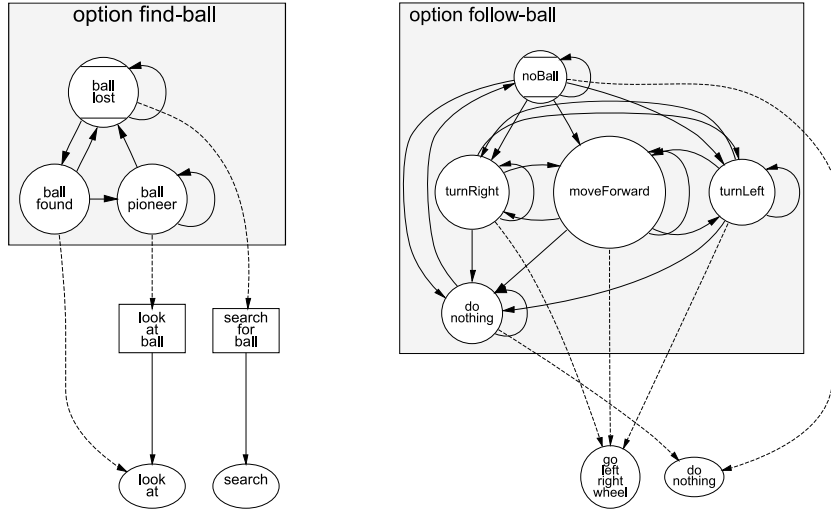 option find-ball
ball
lost
ball
found
ball
pioneer
look
at
ball
search
for
ball
look
at
search
option follow-ball
noBall
turnRight
moveForward
turnLeft
do
nothing
go
left
right
wheel
do
nothing